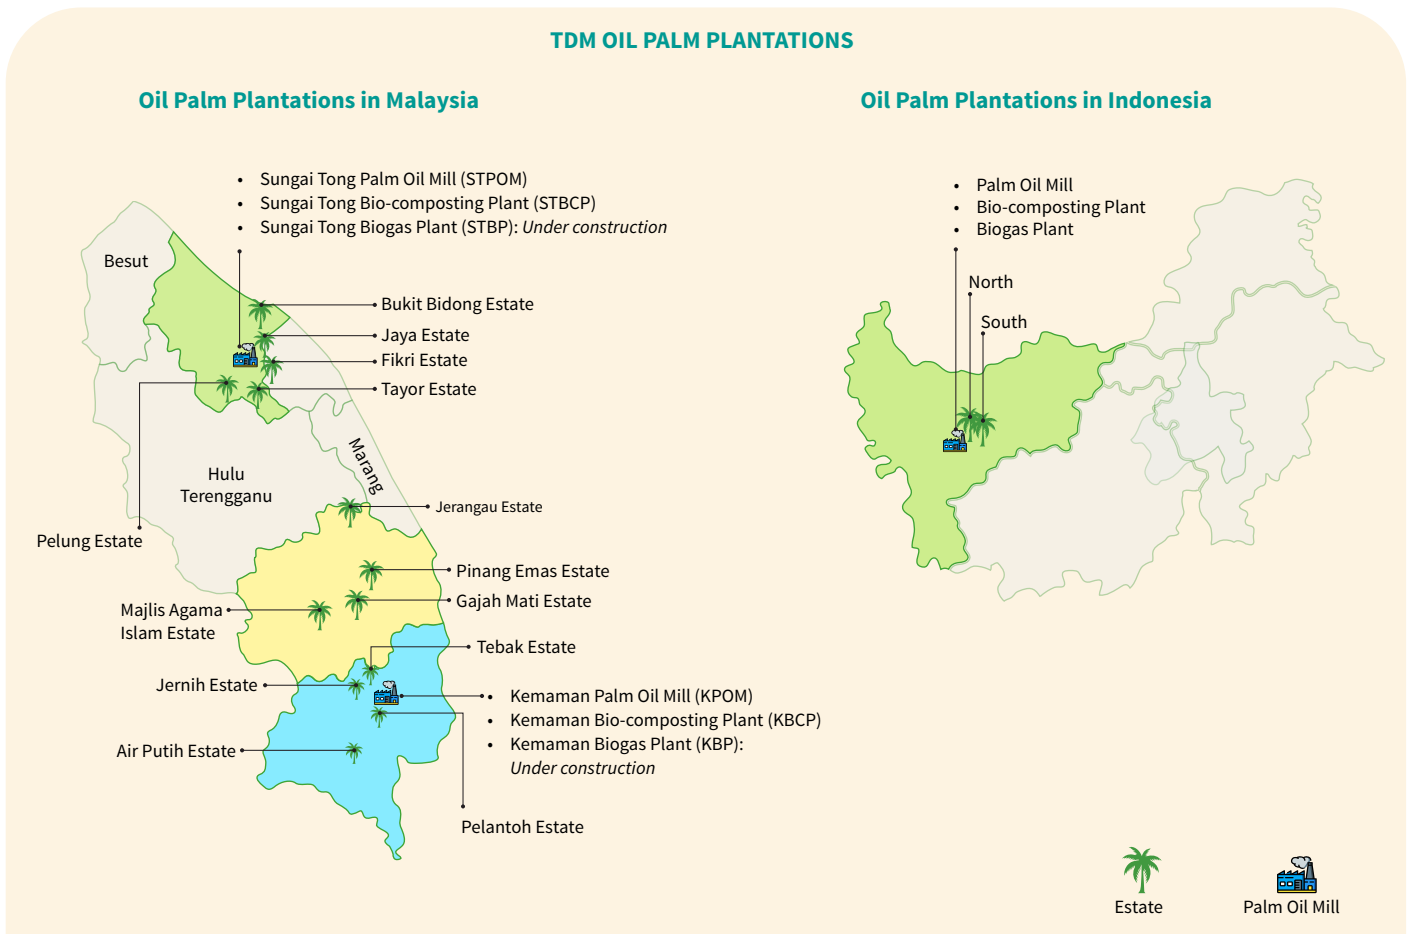 TDM OIL PALM PLANTATIONS
Oil Palm Plantations in Malaysia
• Sungai Tong Palm Oil Mill (STPOM)
• Sungai Tong Bio-composting Plant (STBCP)
• Sungai Tong Biogas Plant (STBP): Under construction
Besut
Bukit Bidong Estate
Jaya Estate
Fikri Estate
Tayor Estate
Marang
Hulu
Terengganu
Jerangau Estate
Pelung Estate
Pinang Emas Estate
Gajah Mati Estate
Majlis Agama
Islam Estate
Tebak Estate
Jernih Estate
• Kemaman Palm Oil Mill (KPOM)
• Kemaman Bio-composting Plant (KBCP)
• Kemaman Biogas Plant (KBP):
Under construction
Air Putih Estate
Pelantoh Estate
Oil Palm Plantations in Indonesia
• Palm Oil Mill
• Bio-composting Plant
• Biogas Plant
North
South
Estate
Palm Oil Mill